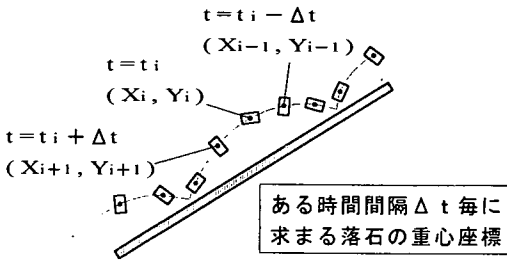 t=ti−Δt
(Xi−1, Yi−1)
t=ti
(Xi, Yi)
t=ti+Δt
(Xi+1, Yi+1)
ある時間間隔Δt毎に
求まる落石の重心座標